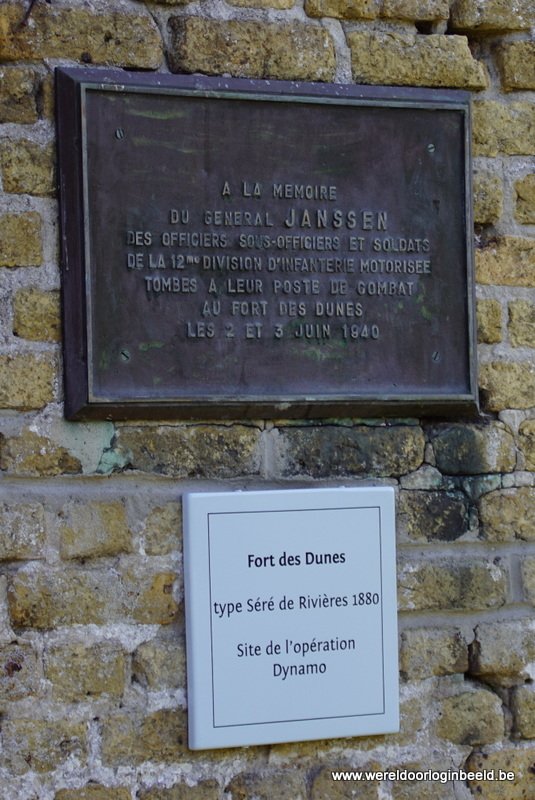 A LA MEMOIRE
DU GENERAL JANSSEN
DES OFFICIERS SOUS-OFFICIERS ET SOLDATS
DE LA 12me DIVISION D'INFANTERIE MOTORISEE
TOMBES A LEUR POSTE DE COMBAT
AU FORT DES DUNES
LES 2 ET 3 JUIN 1940
Fort des Dunes
type Séré de Rivières 1880
Site de l'opération
Dynamo
www.wereldoorloginbeeld.be